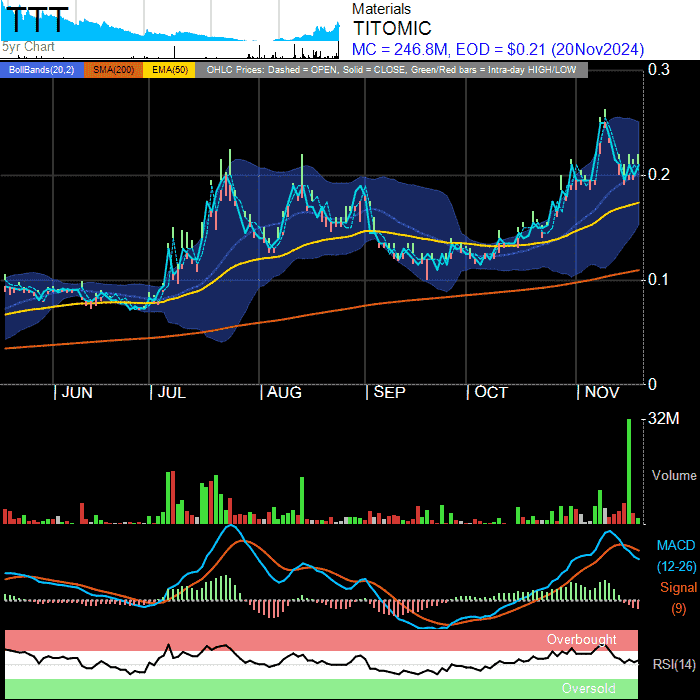 TTT
5yr Chart
Materials
TITOMIC
MC = 246.8M, EOD = $0.21 (20Nov2024)
BollBands(20,2) SMA(200) EMA(50) OHLC Prices: Dashed = OPEN, Solid = CLOSE, Green/Red bars = Intra-day HIGH/LOW
0.3
0.2
0.1
0
JUN JUL AUG SEP OCT NOV
32M
Volume
MACD
(12-26)
Signal
(9)
Overbought
RSI(14)
Oversold